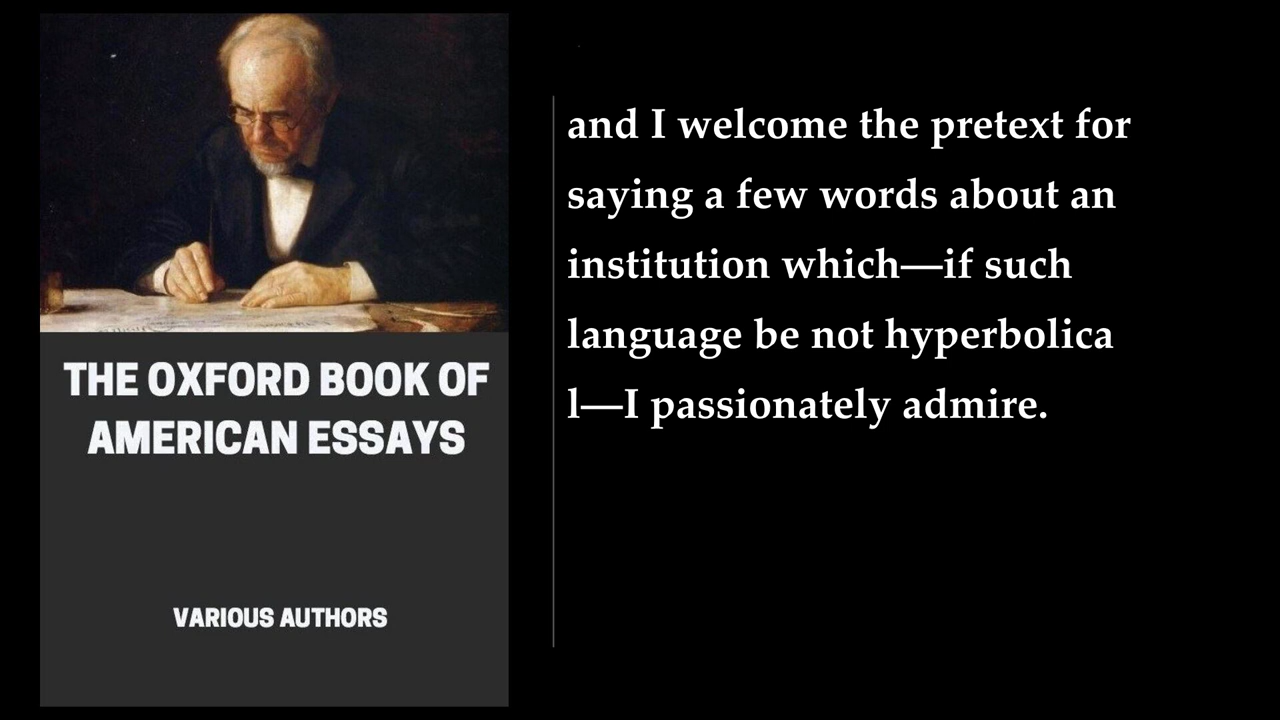 THE OXFORD BOOK OF
AMERICAN ESSAYS
VARIOUS AUTHORS
and I welcome the pretext for
saying a few words about an
institution which—if such
language be not hyperbolica
l—I passionately admire.